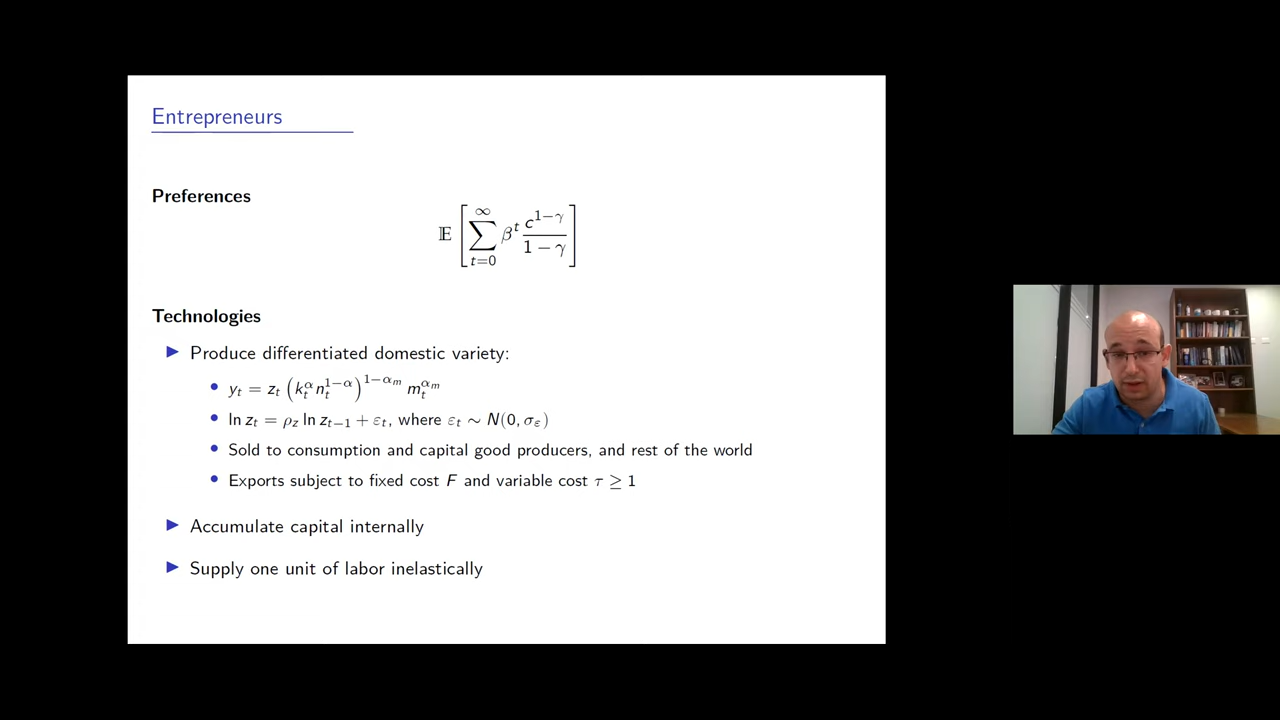 Entrepreneurs
Preferences
𝔼 [ ∑_{t=0}^{∞} β^t \frac{c^{1−γ}}{1 − γ} ]
Technologies
▶ Produce differentiated domestic variety:
• y_t = z_t (k_t^α n_t^{1−α})^{1−α_m} m_t^{α_m}
• ln z_t = ρ_z ln z_{t−1} + ε_t, where ε_t ∼ N(0, σ_ε)
• Sold to consumption and capital good producers, and rest of the world
• Exports subject to fixed cost F and variable cost τ ≥ 1
▶ Accumulate capital internally
▶ Supply one unit of labor inelastically